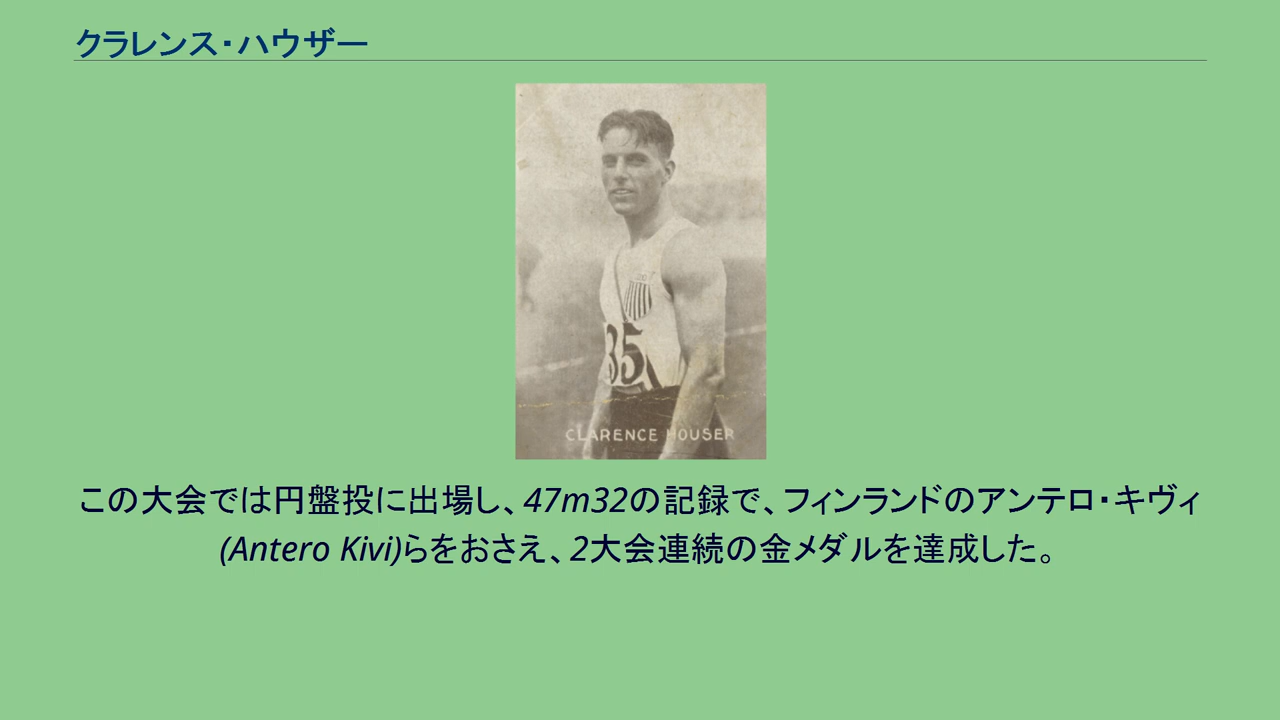 クラレンス・ハウザー
35
CLARENCE HOUSER
この大会では円盤投に出場し、47m32の記録で、フィンランドのアンテロ・キヴィ
(Antero Kivi)らをおさえ、2大会連続の金メダルを達成した。